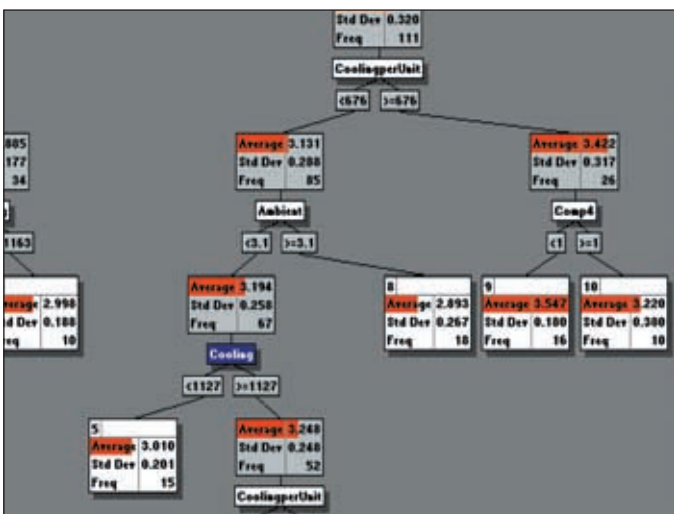 Std Dev 0.320
Freq 111
CoolingperUnit
<676 >=676
885
177
34
Average 3.131
Std Dev 0.288
Freq 85
Average 3.422
Std Dev 0.317
Freq 26
Ambient
Comp4
1163
<3.1 >=3.1
<1 >=1
Average 2.998
Std Dev 0.188
Freq 10
Average 3.194
Std Dev 0.258
Freq 67
8
Average 2.893
Std Dev 0.267
Freq 18
9
Average 3.547
Std Dev 0.180
Freq 16
10
Average 3.220
Std Dev 0.380
Freq 10
Cooling
<1127 >=1127
5
Average 3.010
Std Dev 0.201
Freq 15
Average 3.248
Std Dev 0.248
Freq 52
CoolingperUnit